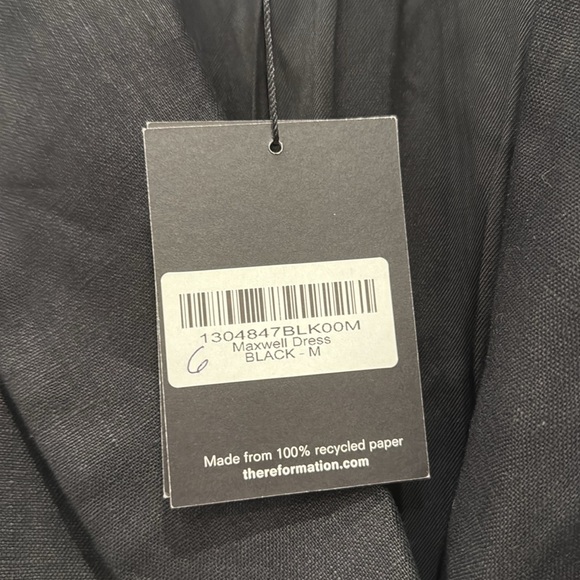 1304847BLK00M
Maxwell Dress
BLACK - M
6
Made from 100% recycled paper
thereformation.com